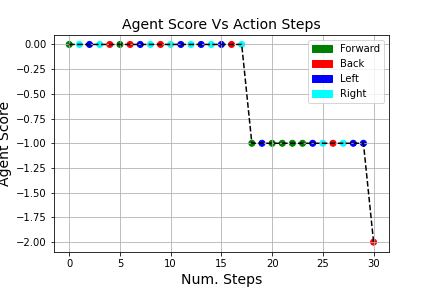 Agent Score Vs Action Steps
Agent Score
0.00
−0.25
−0.50
−0.75
−1.00
−1.25
−1.50
−1.75
−2.00
Forward
Back
Left
Right
0 5 10 15 20 25 30
Num. Steps